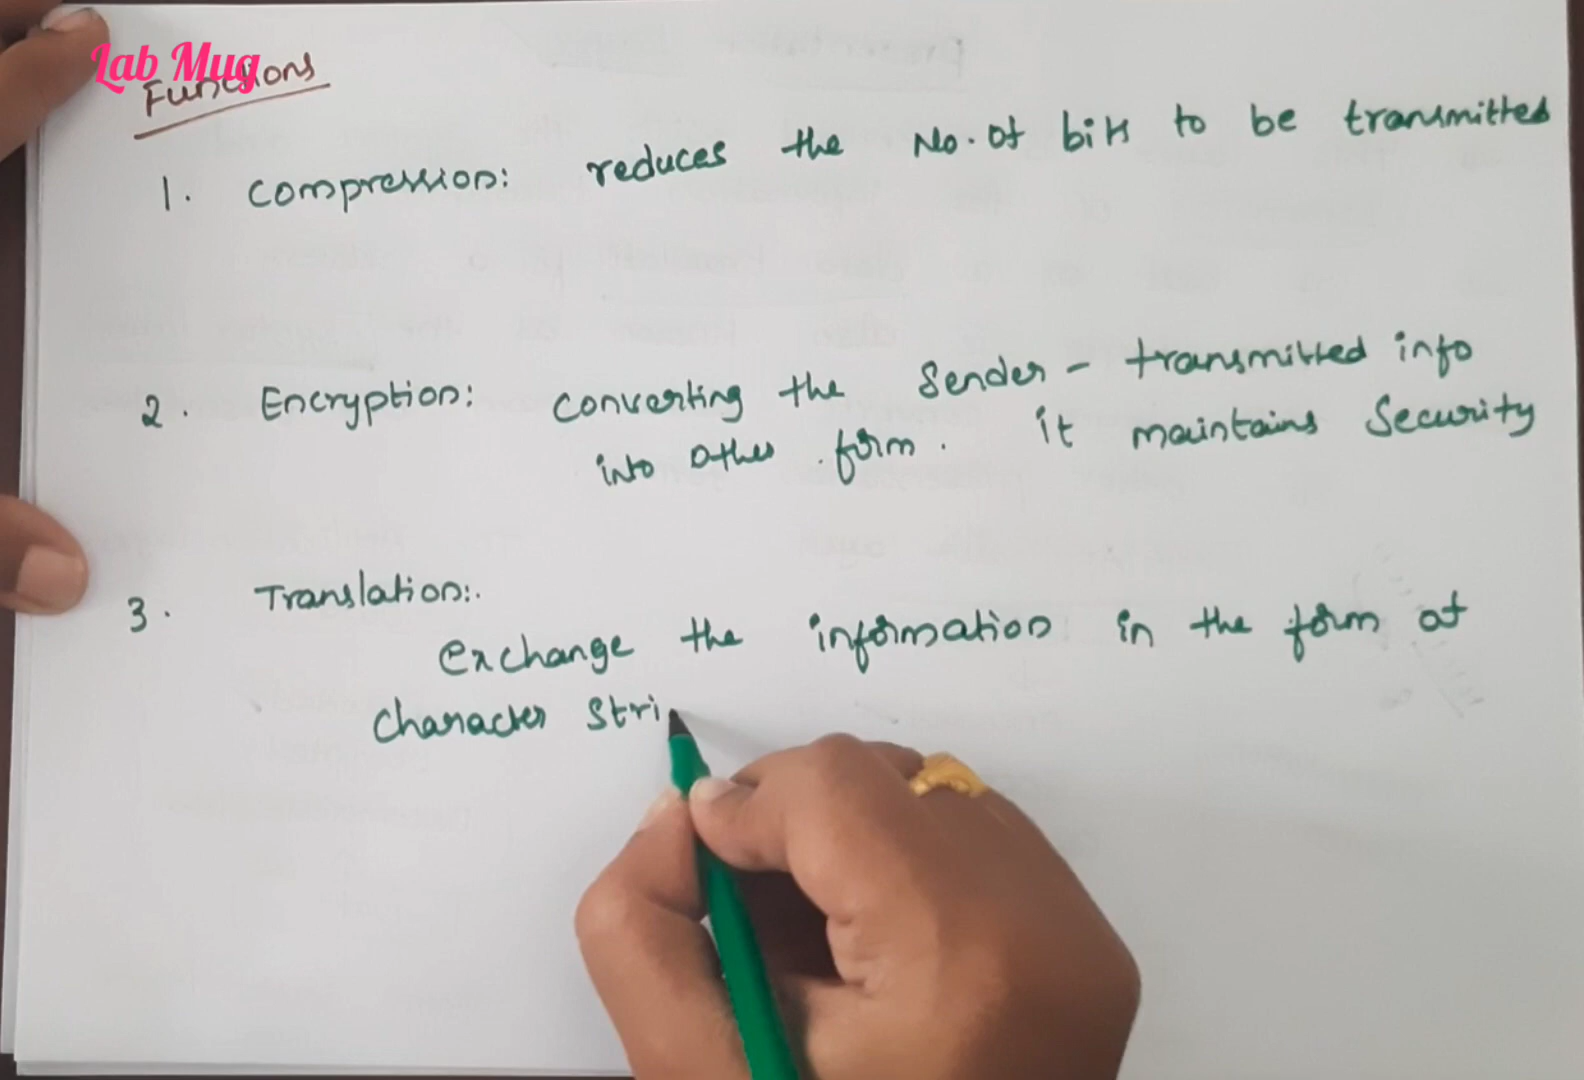 Lab Mug
Functions
1. Compression: reduces the No. of bits to be transmitted
2. Encryption: Converting the Sender - transmitted info
into other form. it maintains Security
3. Translation:.
exchange the information in the form of
character Stri